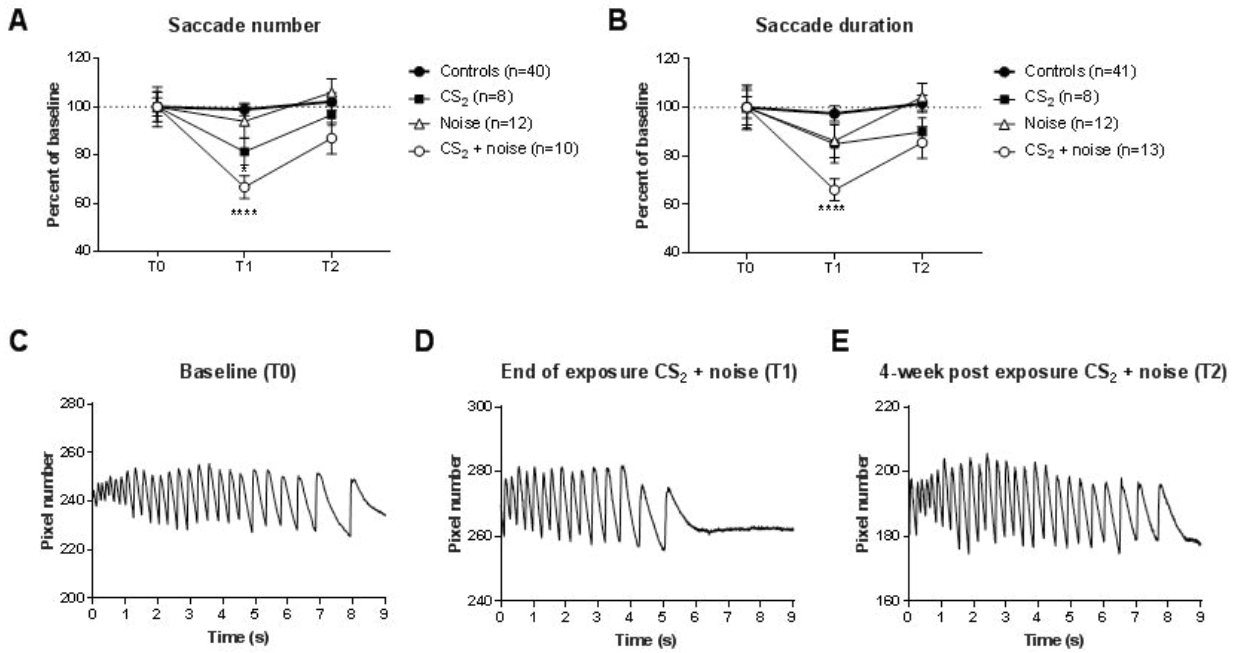 A
Saccade number
Percent of baseline
120
100
80
60
40
T0
T1
T2
*
****
Controls (n=40)
CS2 (n=8)
Noise (n=12)
CS2 + noise (n=10)
B
Saccade duration
Percent of baseline
120
100
80
60
40
T0
T1
T2
****
Controls (n=41)
CS2 (n=8)
Noise (n=12)
CS2 + noise (n=13)
C
Baseline (T0)
Pixel number
280
260
240
220
200
0 1 2 3 4 5 6 7 8 9
Time (s)
D
End of exposure CS2 + noise (T1)
Pixel number
300
280
260
240
0 1 2 3 4 5 6 7 8 9
Time (s)
E
4-week post exposure CS2 + noise (T2)
Pixel number
220
200
180
160
0 1 2 3 4 5 6 7 8 9
Time (s)